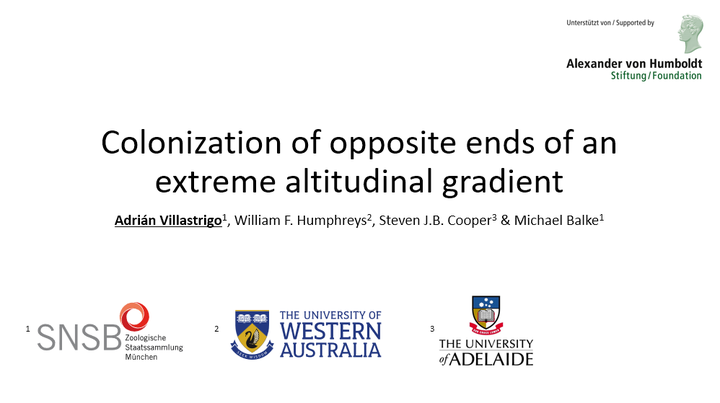 Unterstützt von / Supported by
Alexander von Humboldt
Stiftung/Foundation
Colonization of opposite ends of an
extreme altitudinal gradient
Adrián Villastrigo1, William F. Humphreys2, Steven J.B. Cooper3 & Michael Balke1
1
SNSB
Zoologische
Staatssammlung
München
2
THE UNIVERSITY OF
WESTERN
AUSTRALIA
3
THE UNIVERSITY
of ADELAIDE